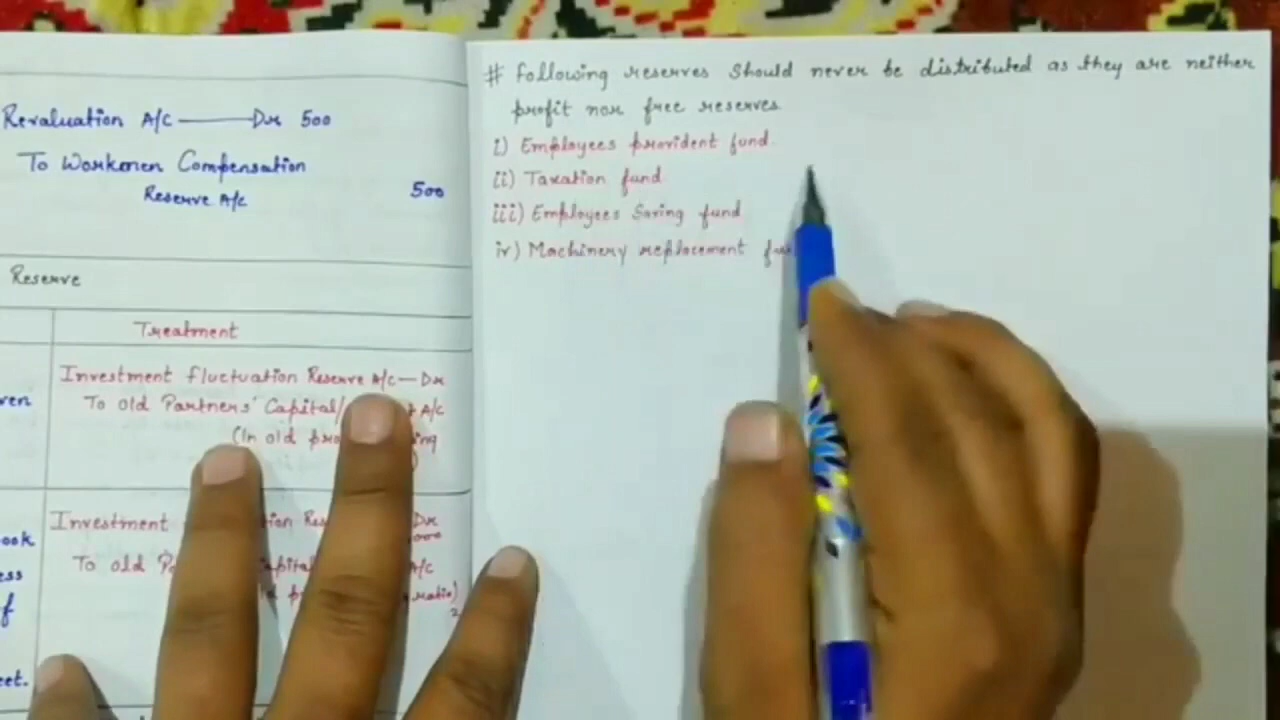 Revaluation A/c —— Dr 500
To Workmen Compensation
Reserve A/c
500
Reserve
Treatment
Investment fluctuation Reserve A/c — Dr
To Old Partners' Capital/ A/c
(In old
Investment
Dr
To old
A/c
ratio)
# Following reserves should never be distributed as they are neither
profit nor free reserves.
i) Employees provident fund.
ii) Taxation fund
iii) Employees Saving fund
iv) Machinery replacement